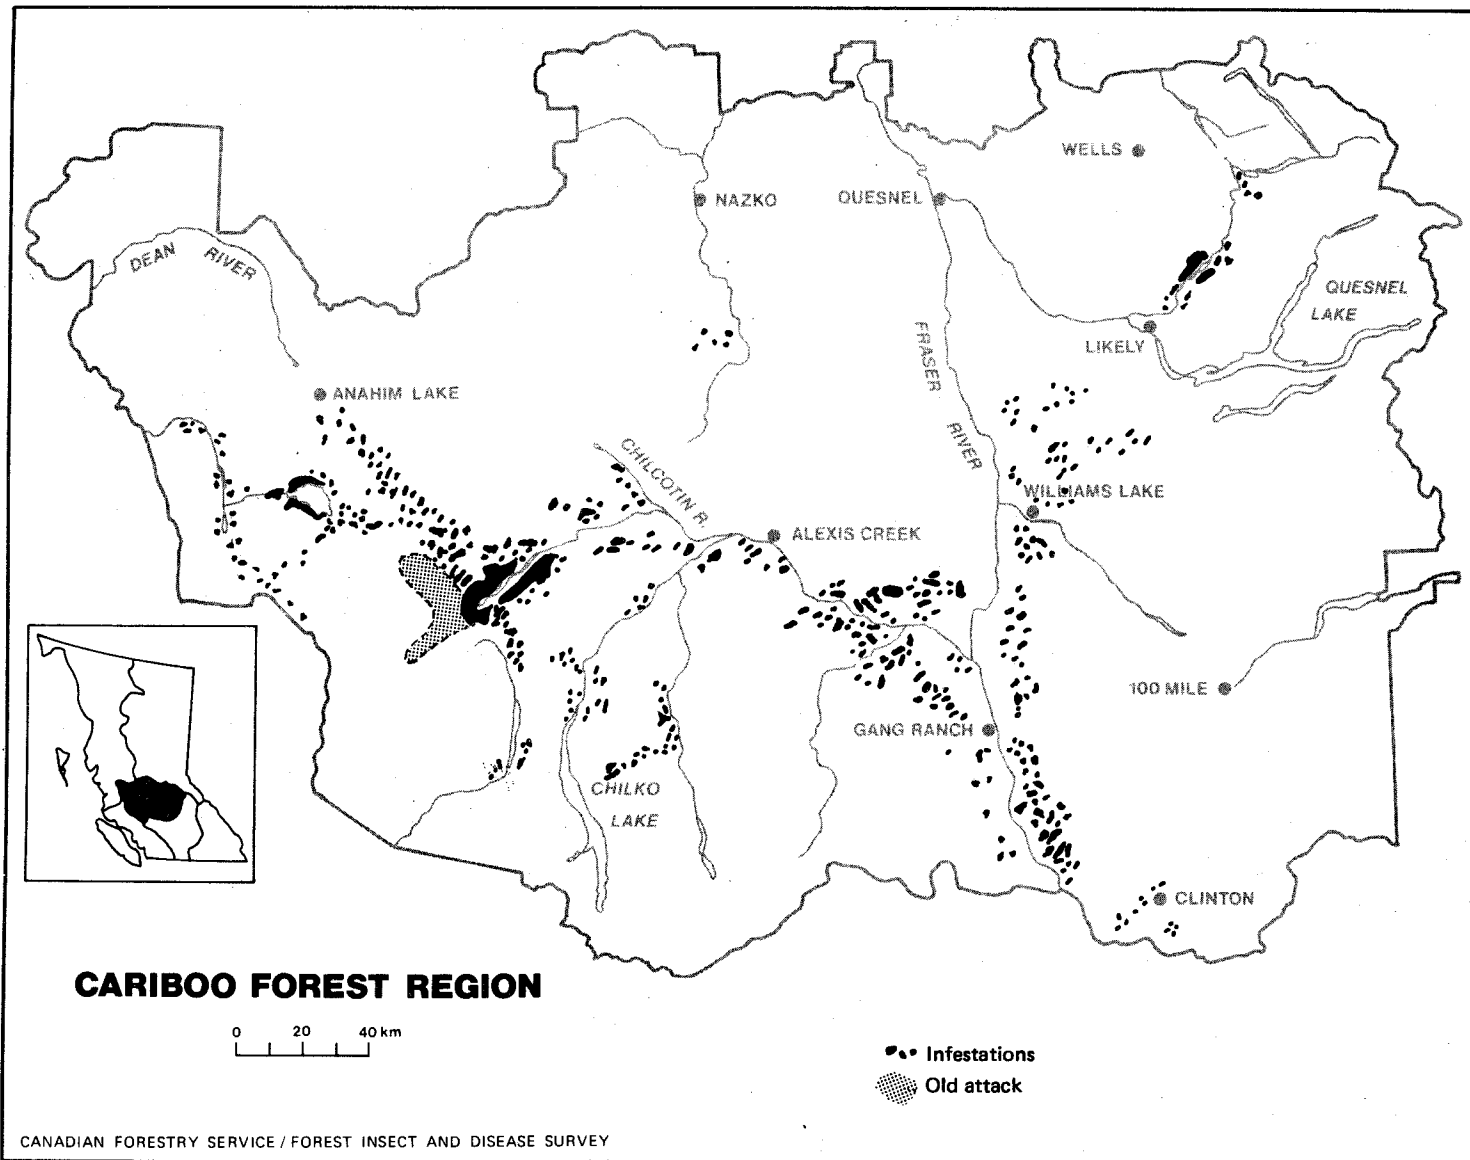 WELLS
NAZKO
QUESNEL
DEAN RIVER
QUESNEL
LAKE
LIKELY
FRASER
RIVER
ANAHIM LAKE
CHILCOTIN R.
WILLIAMS LAKE
ALEXIS CREEK
100 MILE
GANG RANCH
CHILKO
LAKE
CLINTON
CARIBOO FOREST REGION
0 20 40 km
Infestations
Old attack
CANADIAN FORESTRY SERVICE / FOREST INSECT AND DISEASE SURVEY